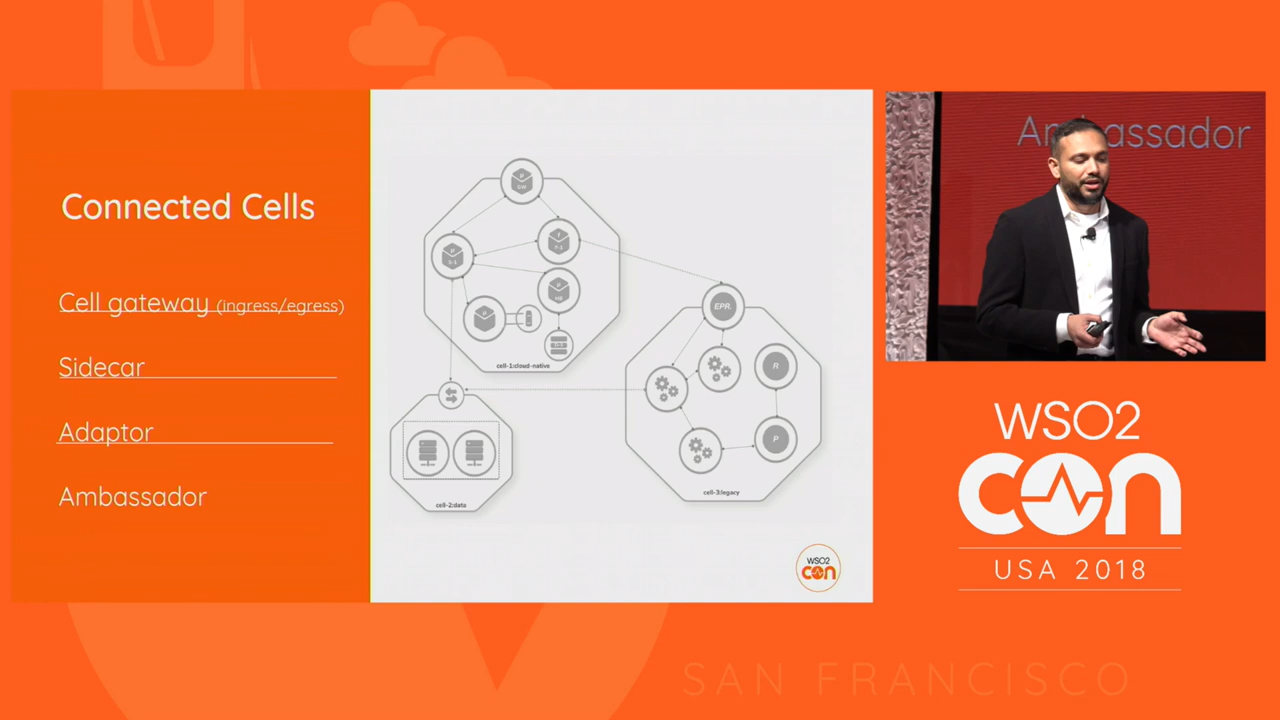 Connected Cells
Cell gateway (ingress/egress)
Sidecar
Adaptor
Ambassador
μ
GW
μ
μ
μ
EPR.
cell-1:cloud-native
R
P
cell-2:data
cell-3:legacy
WSO2
con
Ambassador
WSO2
con
USA 2018
SAN FRANCISCO